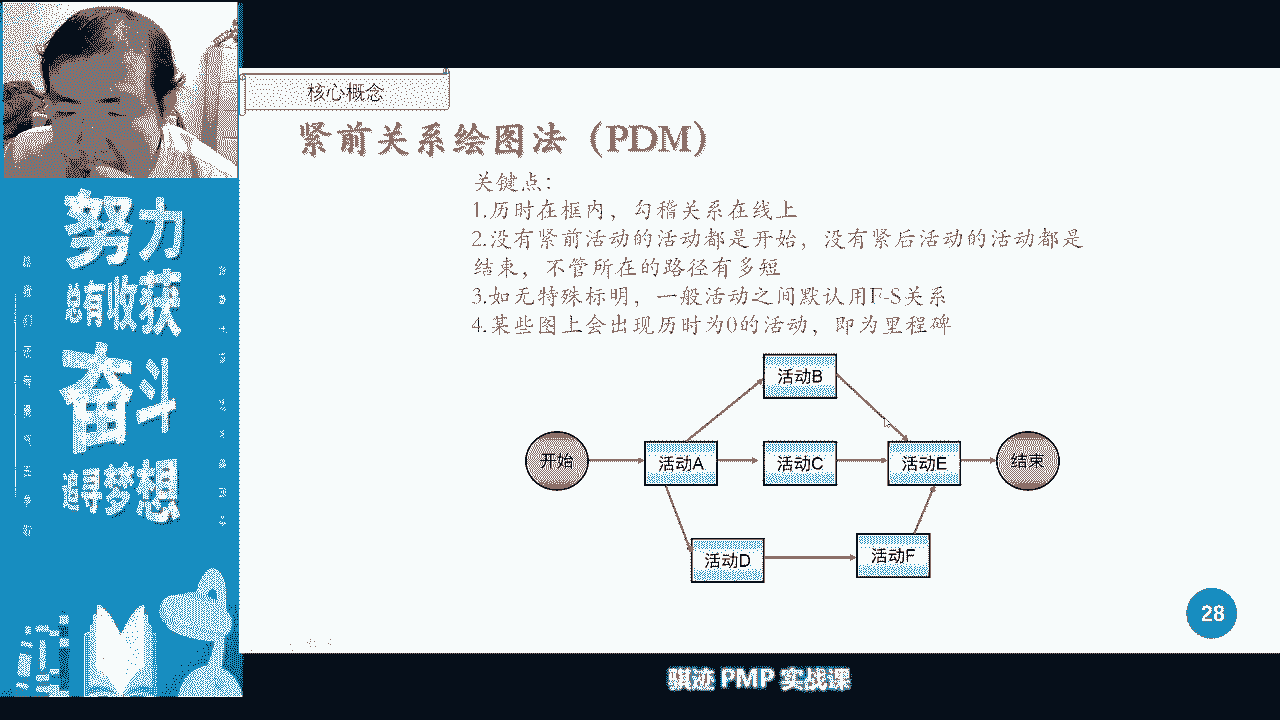 核心概念
紧前关系绘图法（PDM）
关键点：
1.历时在框内，勾稽关系在线上
2.没有紧前活动的活动都是开始，没有紧后活动的活动都是
结束，不管所在的路径有多短
3.如无特殊标明，一般活动之间默认用F-S关系
4.某些图上会出现历时为0的活动，即为里程碑
活动B
开始
活动A
活动C
活动E
结束
活动D
活动F
28
努力
总有收获
奋斗
追寻梦想
骐迹 PMP 实战课